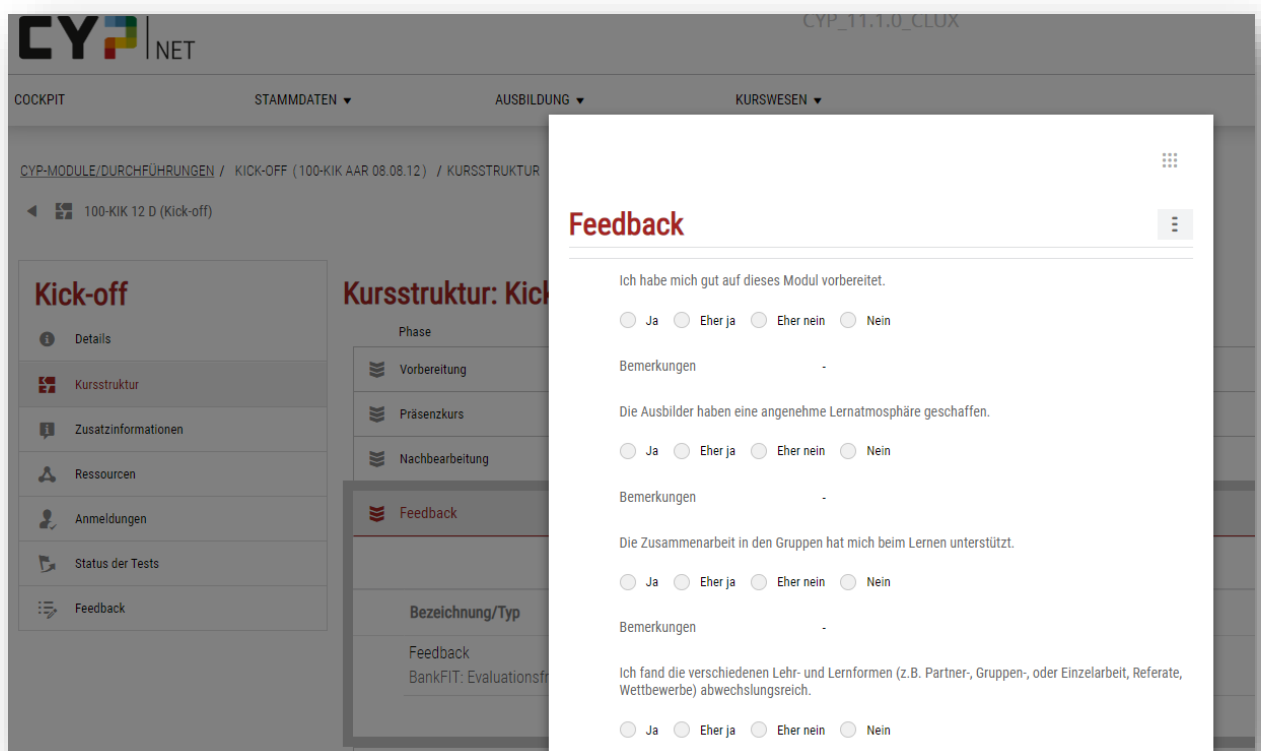 CYP NET
CYP_11.1.0_CLUX
COCKPIT
STAMMDATEN ▼
AUSBILDUNG ▼
KURSWESEN ▼
CYP-MODULE/DURCHFÜHRUNGEN / KICK-OFF (100-KIK AAR 08.08.12) / KURSSTRUKTUR
100-KIK 12 D (Kick-off)
Kick-off
Details
Kursstruktur
Zusatzinformationen
Ressourcen
Anmeldungen
Status der Tests
Feedback
Kursstruktur:
Phase
Vorbereitung
Präsenzkurs
Nachbearbeitung
Feedback
Bezeichnung/Typ
Feedback
BankFIT:
Feedback
Ich habe mich gut auf dieses Modul vorbereitet.
Ja Eher ja Eher nein Nein
Bemerkungen -
Die Ausbilder haben eine angenehme Lernatmosphäre geschaffen.
Ja Eher ja Eher nein Nein
Bemerkungen -
Die Zusammenarbeit in den Gruppen hat mich beim Lernen unterstützt.
Ja Eher ja Eher nein Nein
Bemerkungen -
Ich fand die verschiedenen Lehr- und Lernformen (z.B. Partner-, Gruppen-, oder Einzelarbeit, Referate,
Wettbewerbe) abwechslungsreich.
Ja Eher ja Eher nein Nein